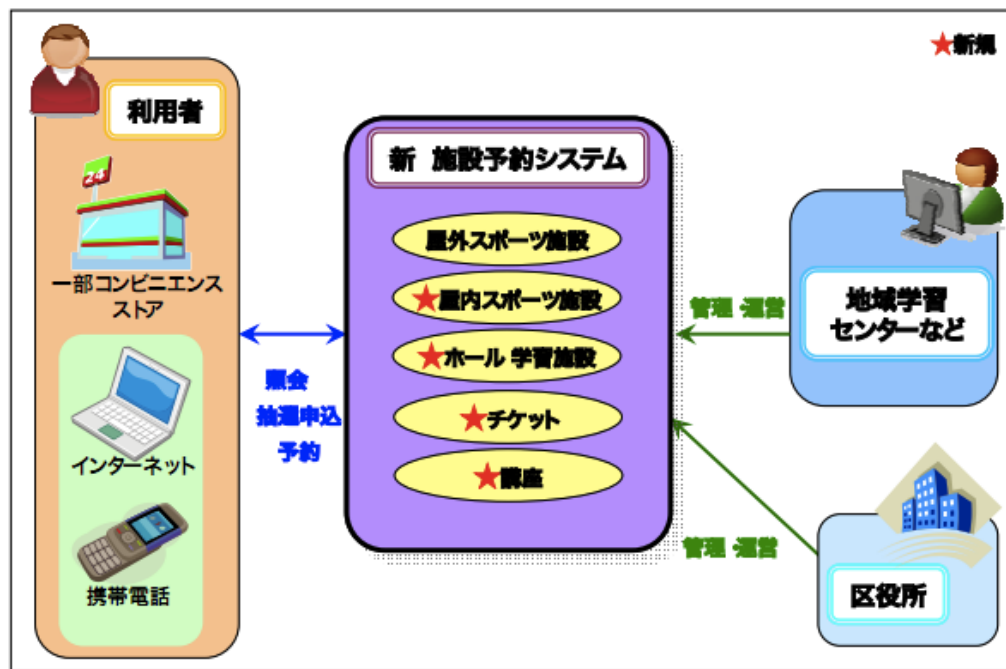 ★新規
利用者
24
一部コンビニエンス
ストア
インターネット
携帯電話
照会
抽選申込
予約
新 施設予約システム
屋外スポーツ施設
★屋内スポーツ施設
★ホール 学習施設
★チケット
★講座
管理・運営
地域学習
センターなど
管理・運営
区役所